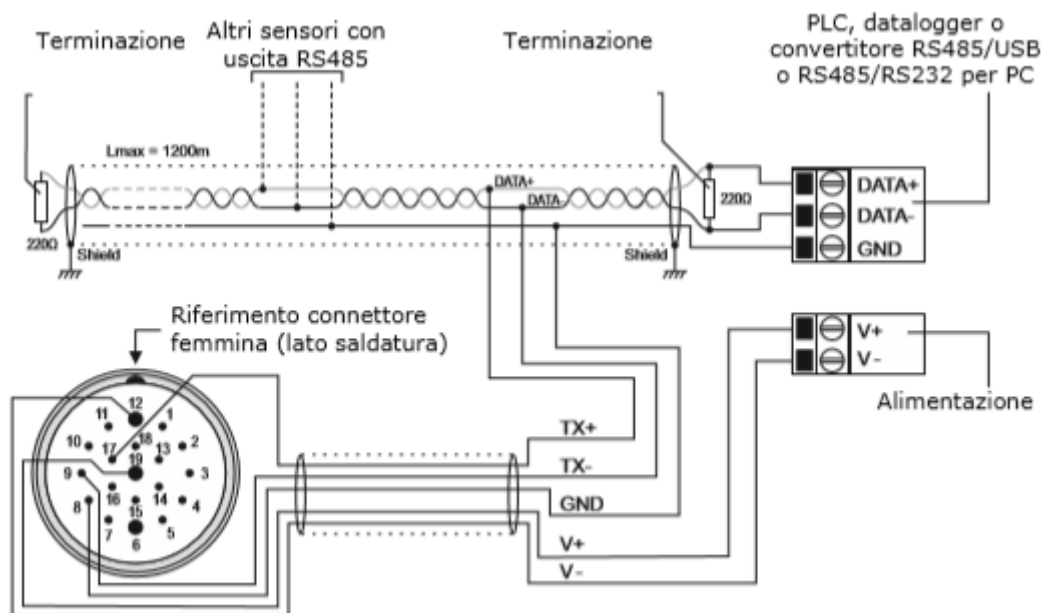 Terminazione
Altri sensori con
uscita RS485
Terminazione
PLC, datalogger o
convertitore RS485/USB
o RS485/RS232 per PC
Lmax = 1200m
DATA+
DATA-
220Ω
220Ω
Shield
Shield
DATA+
DATA-
GND
Riferimento connettore
femmina (lato saldatura)
V+
V-
Alimentazione
12
11
1
10
17
18
13
2
9
19
3
8
16
15
14
4
7
6
5
TX+
TX-
GND
V+
V-